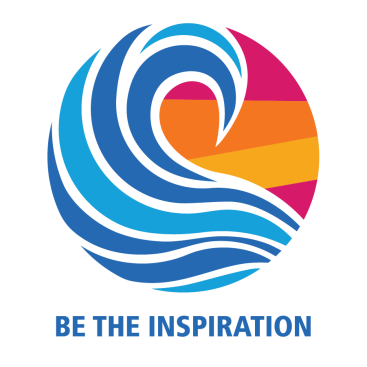 BE THE INSPIRATION